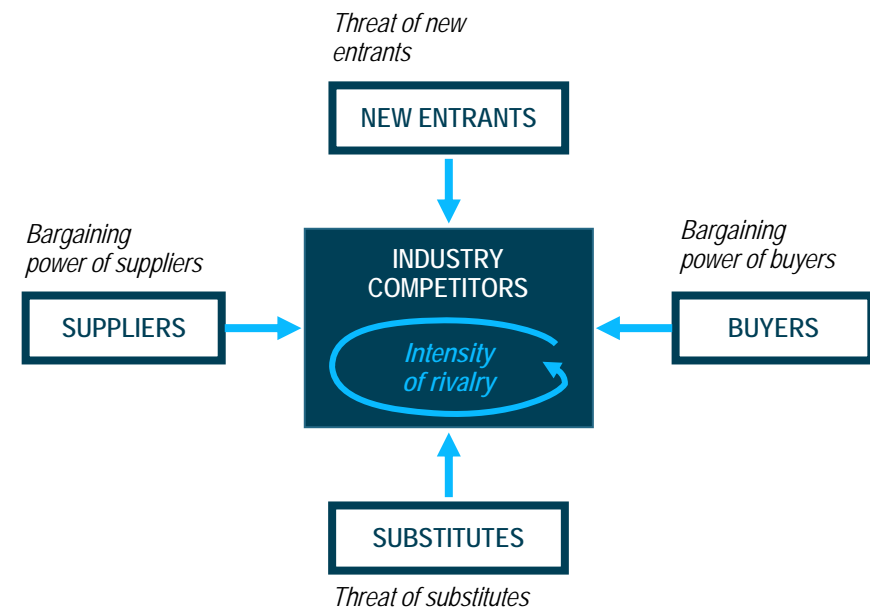 Threat of new
entrants
NEW ENTRANTS
Bargaining
power of suppliers
SUPPLIERS
INDUSTRY
COMPETITORS
Intensity
of rivalry
Bargaining
power of buyers
BUYERS
SUBSTITUTES
Threat of substitutes